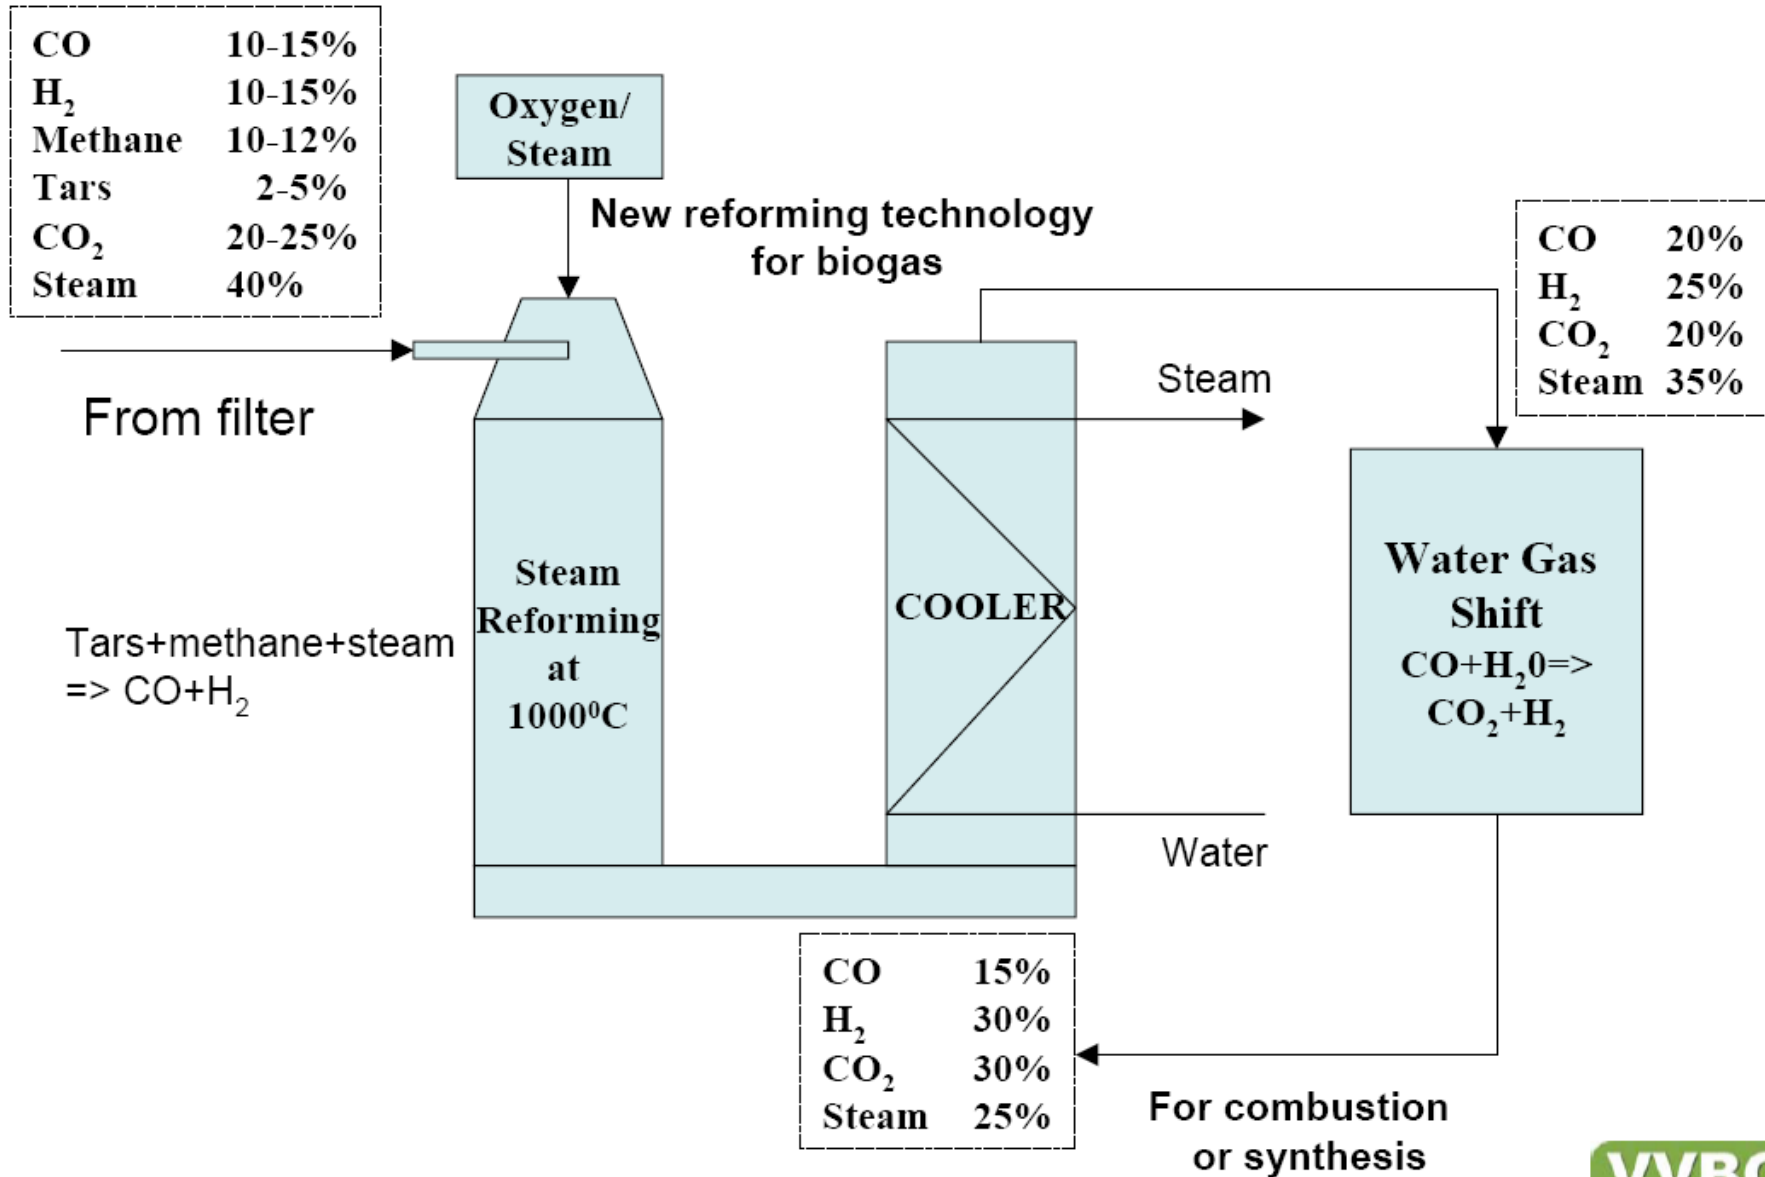 CO 10-15%
H₂ 10-15%
Methane 10-12%
Tars 2-5%
CO₂ 20-25%
Steam 40%
Oxygen/
Steam
New reforming technology
for biogas
CO 20%
H₂ 25%
CO₂ 20%
Steam 35%
From filter
Steam
Steam
Reforming
at
1000⁰C
COOLER
Water Gas
Shift
CO+H₂0=>
CO₂+H₂
Tars+methane+steam
=> CO+H₂
Water
CO 15%
H₂ 30%
CO₂ 30%
Steam 25%
For combustion
or synthesis